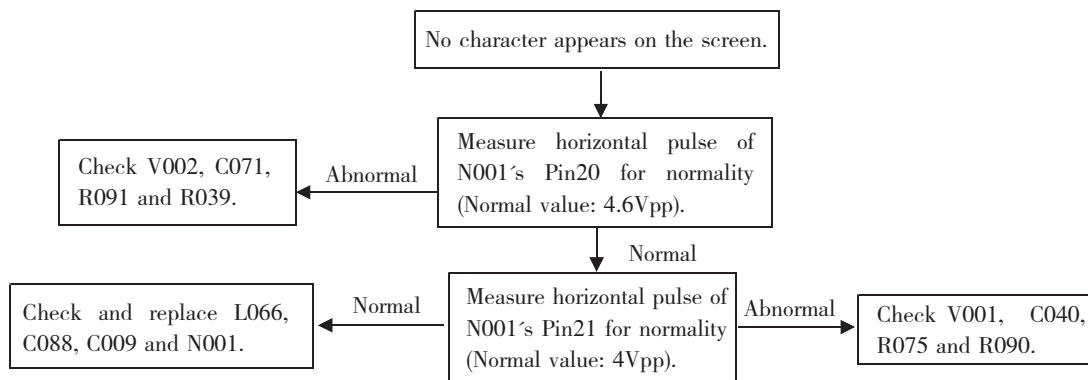 No character appears on the screen.
Measure horizontal pulse of
N001´s Pin20 for normality
(Normal value: 4.6Vpp).
Abnormal
Check V002, C071,
R091 and R039.
Normal
Measure horizontal pulse of
N001´s Pin21 for normality
(Normal value: 4Vpp).
Normal
Check and replace L066,
C088, C009 and N001.
Abnormal
Check V001, C040,
R075 and R090.